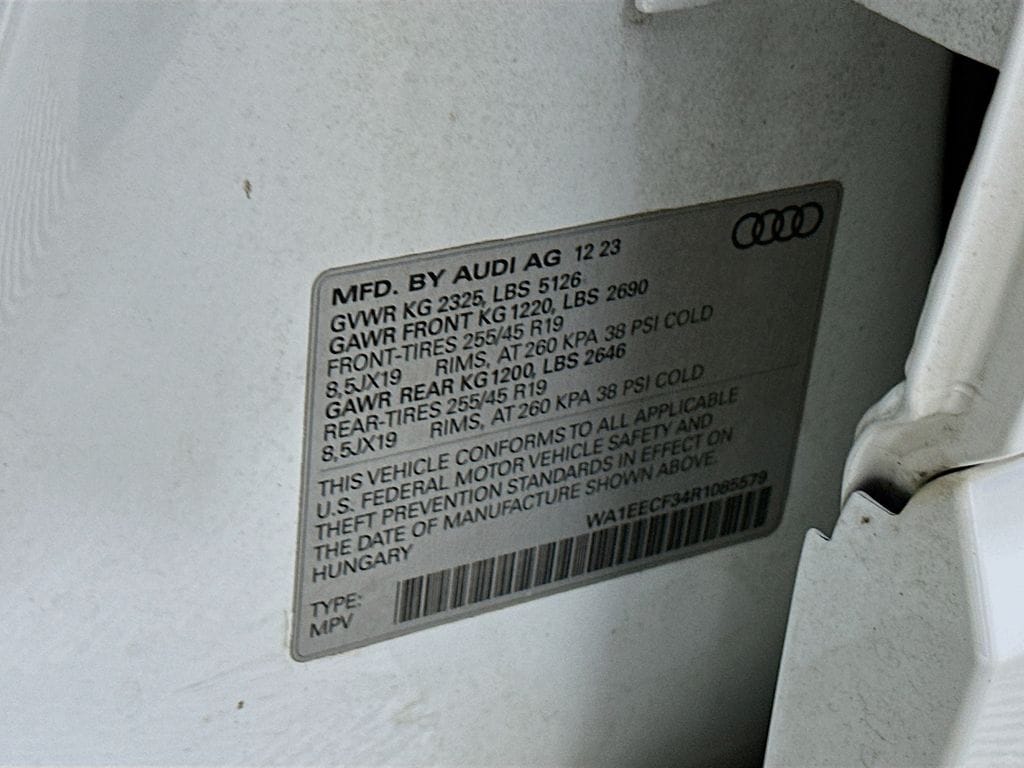 MFD. BY AUDI AG 12 23
GVWR KG 2325, LBS 5126
GAWR FRONT KG 1220, LBS 2690
FRONT-TIRES 255/45 R19
8,5JX19 RIMS, AT 260 KPA 38 PSI COLD
GAWR REAR KG 1200, LBS 2646
REAR-TIRES 255/45 R19
8,5JX19 RIMS, AT 260 KPA 38 PSI COLD
THIS VEHICLE CONFORMS TO ALL APPLICABLE
U.S. FEDERAL MOTOR VEHICLE SAFETY AND
THEFT PREVENTION STANDARDS IN EFFECT ON
THE DATE OF MANUFACTURE SHOWN ABOVE.
HUNGARY WA1EECF34R1085579
TYPE:
MPV